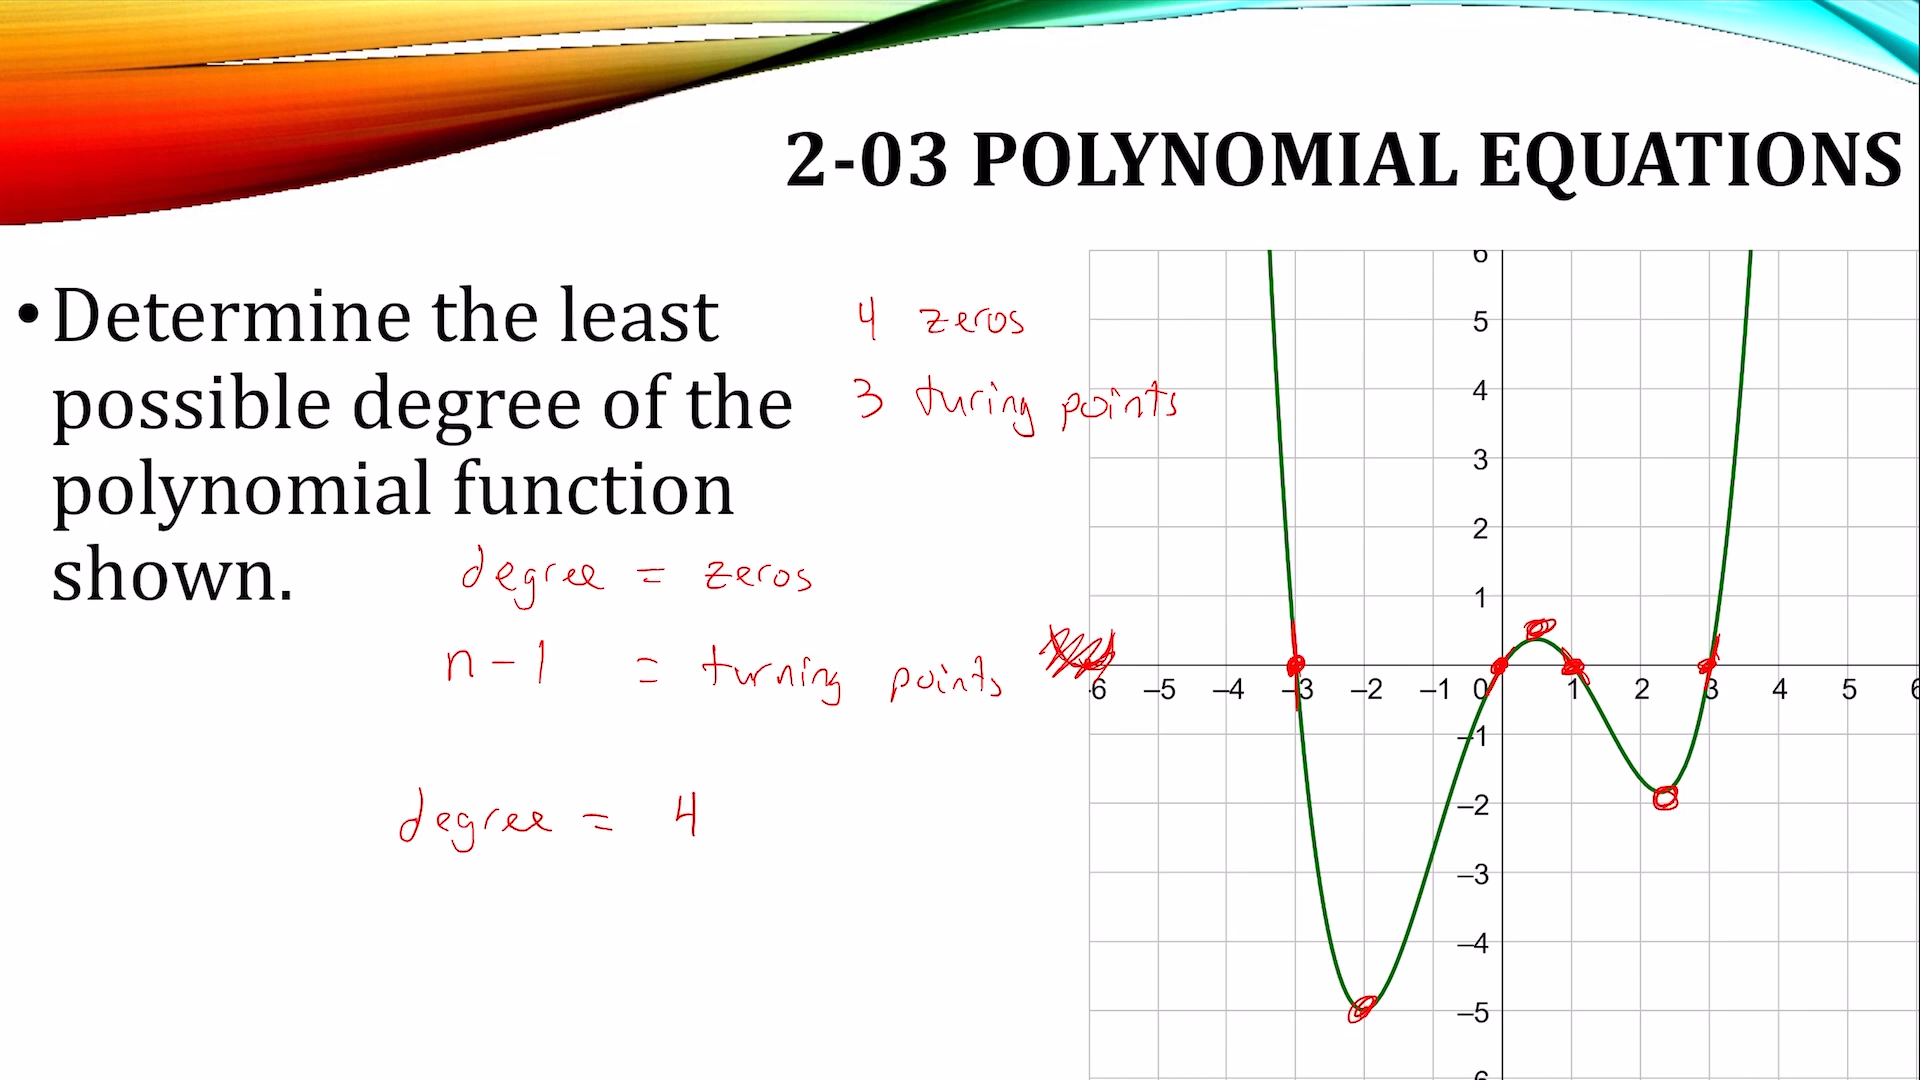 2-03 POLYNOMIAL EQUATIONS
• Determine the least
possible degree of the
polynomial function
shown.
4 zeros
3 turing points
degree = zeros
n - 1 = turning points
degree = 4
6
5
4
3
2
1
-6 -5 -4 -3 -2 -1 0 1 2 3 4 5 6
-1
-2
-3
-4
-5
-6